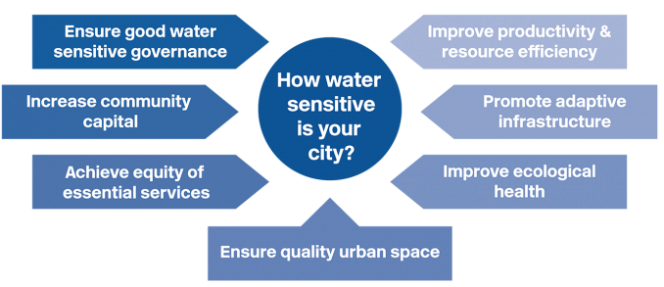 Ensure good water
sensitive governance
Increase community
capital
Achieve equity of
essential services
How water
sensitive
is your
city?
Improve productivity &
resource efficiency
Promote adaptive
infrastructure
Improve ecological
health
Ensure quality urban space